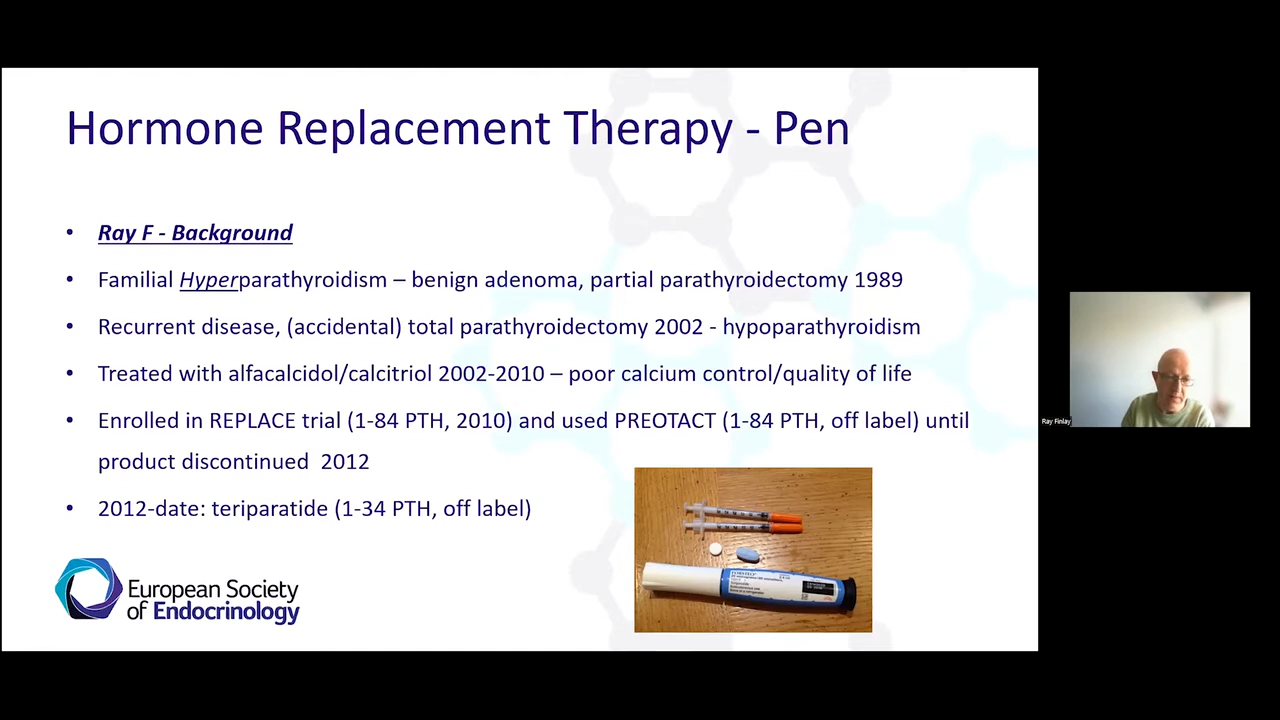 Hormone Replacement Therapy - Pen
• Ray F - Background
• Familial Hyperparathyroidism – benign adenoma, partial parathyroidectomy 1989
• Recurrent disease, (accidental) total parathyroidectomy 2002 - hypoparathyroidism
• Treated with alfacalcidol/calcitriol 2002-2010 – poor calcium control/quality of life
• Enrolled in REPLACE trial (1-84 PTH, 2010) and used PREOTACT (1-84 PTH, off label) until
product discontinued  2012
• 2012-date: teriparatide (1-34 PTH, off label)
European Society
of Endocrinology
Ray Finlay